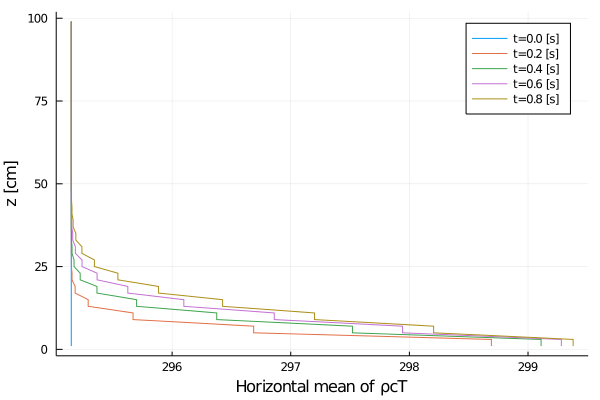 100
75
50
25
0
z [cm]
296
297
298
299
Horizontal mean of ρcT
t=0.0 [s]
t=0.2 [s]
t=0.4 [s]
t=0.6 [s]
t=0.8 [s]